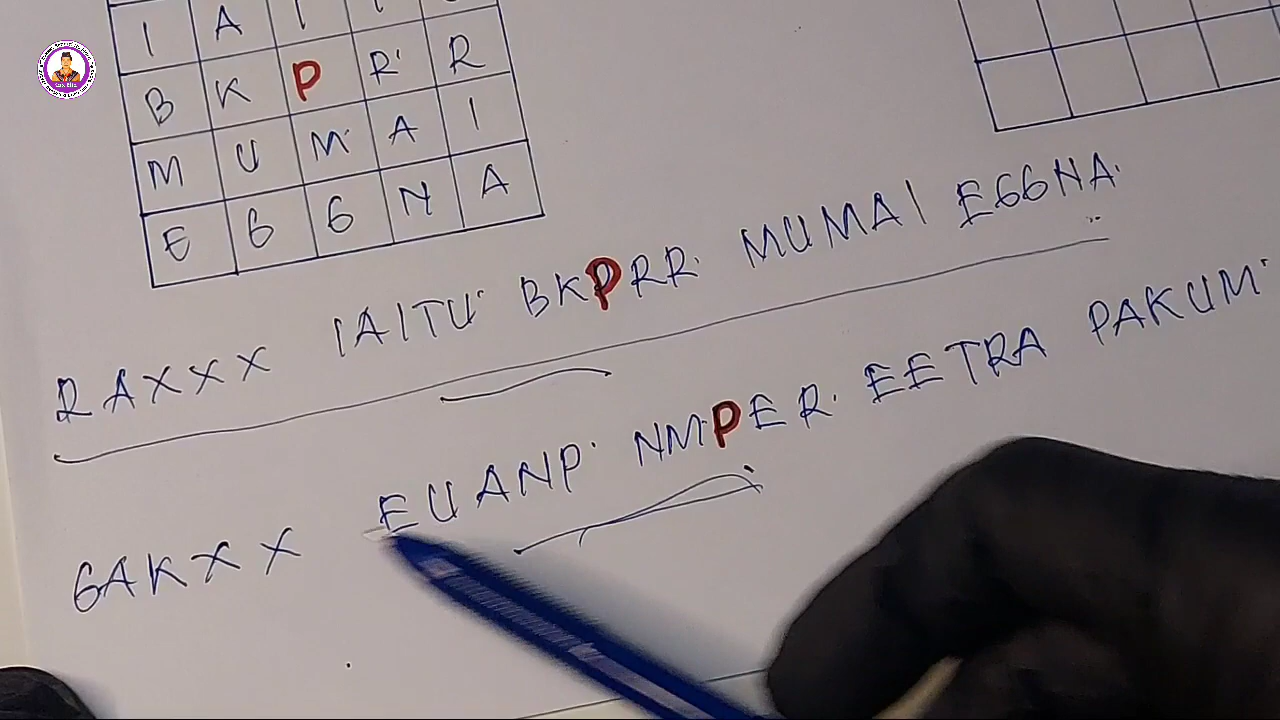 I A I T
B K P R R
M U M A I
E G G N A
RAXXX IAITU BKPRR MUMAI EGGNA
GAKXX EUANP NMPER EETRA PAKUM